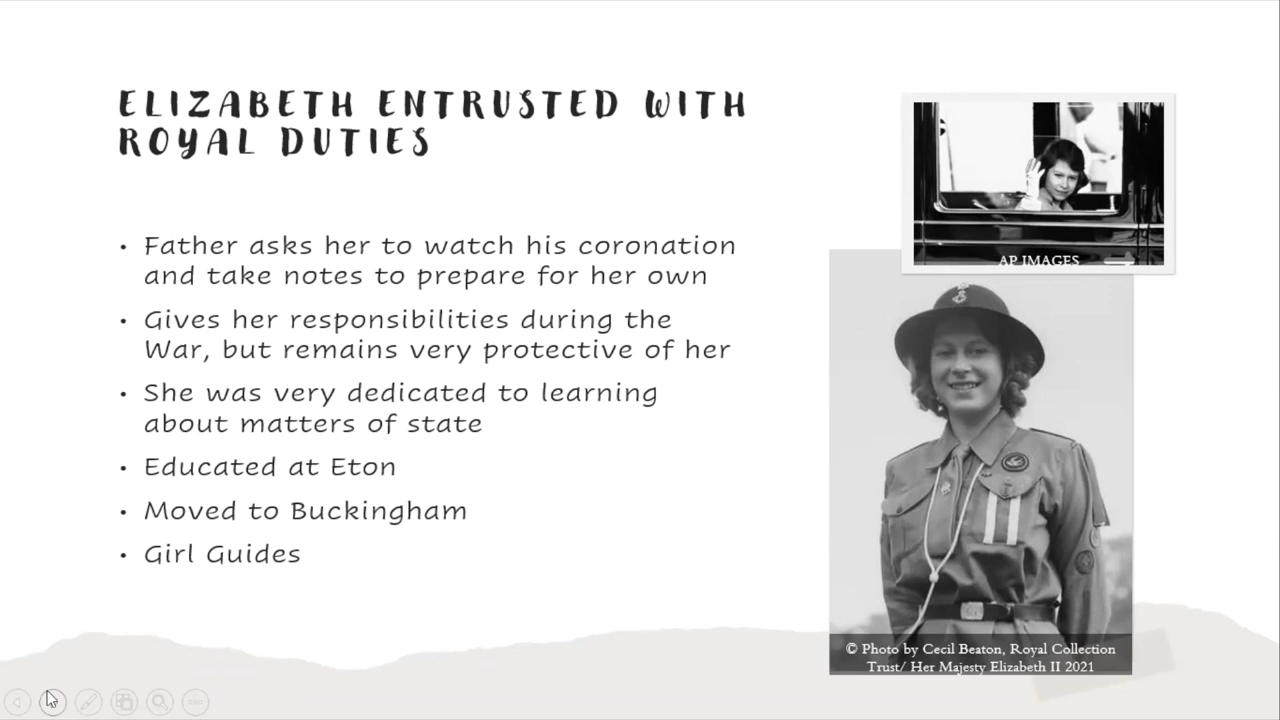 ELIZABETH ENTRUSTED WITH
ROYAL DUTIES
• Father asks her to watch his coronation
and take notes to prepare for her own
• Gives her responsibilities during the
War, but remains very protective of her
• She was very dedicated to learning
about matters of state
• Educated at Eton
• Moved to Buckingham
• Girl Guides
AP IMAGES
© Photo by Cecil Beaton, Royal Collection
Trust/ Her Majesty Elizabeth II 2021